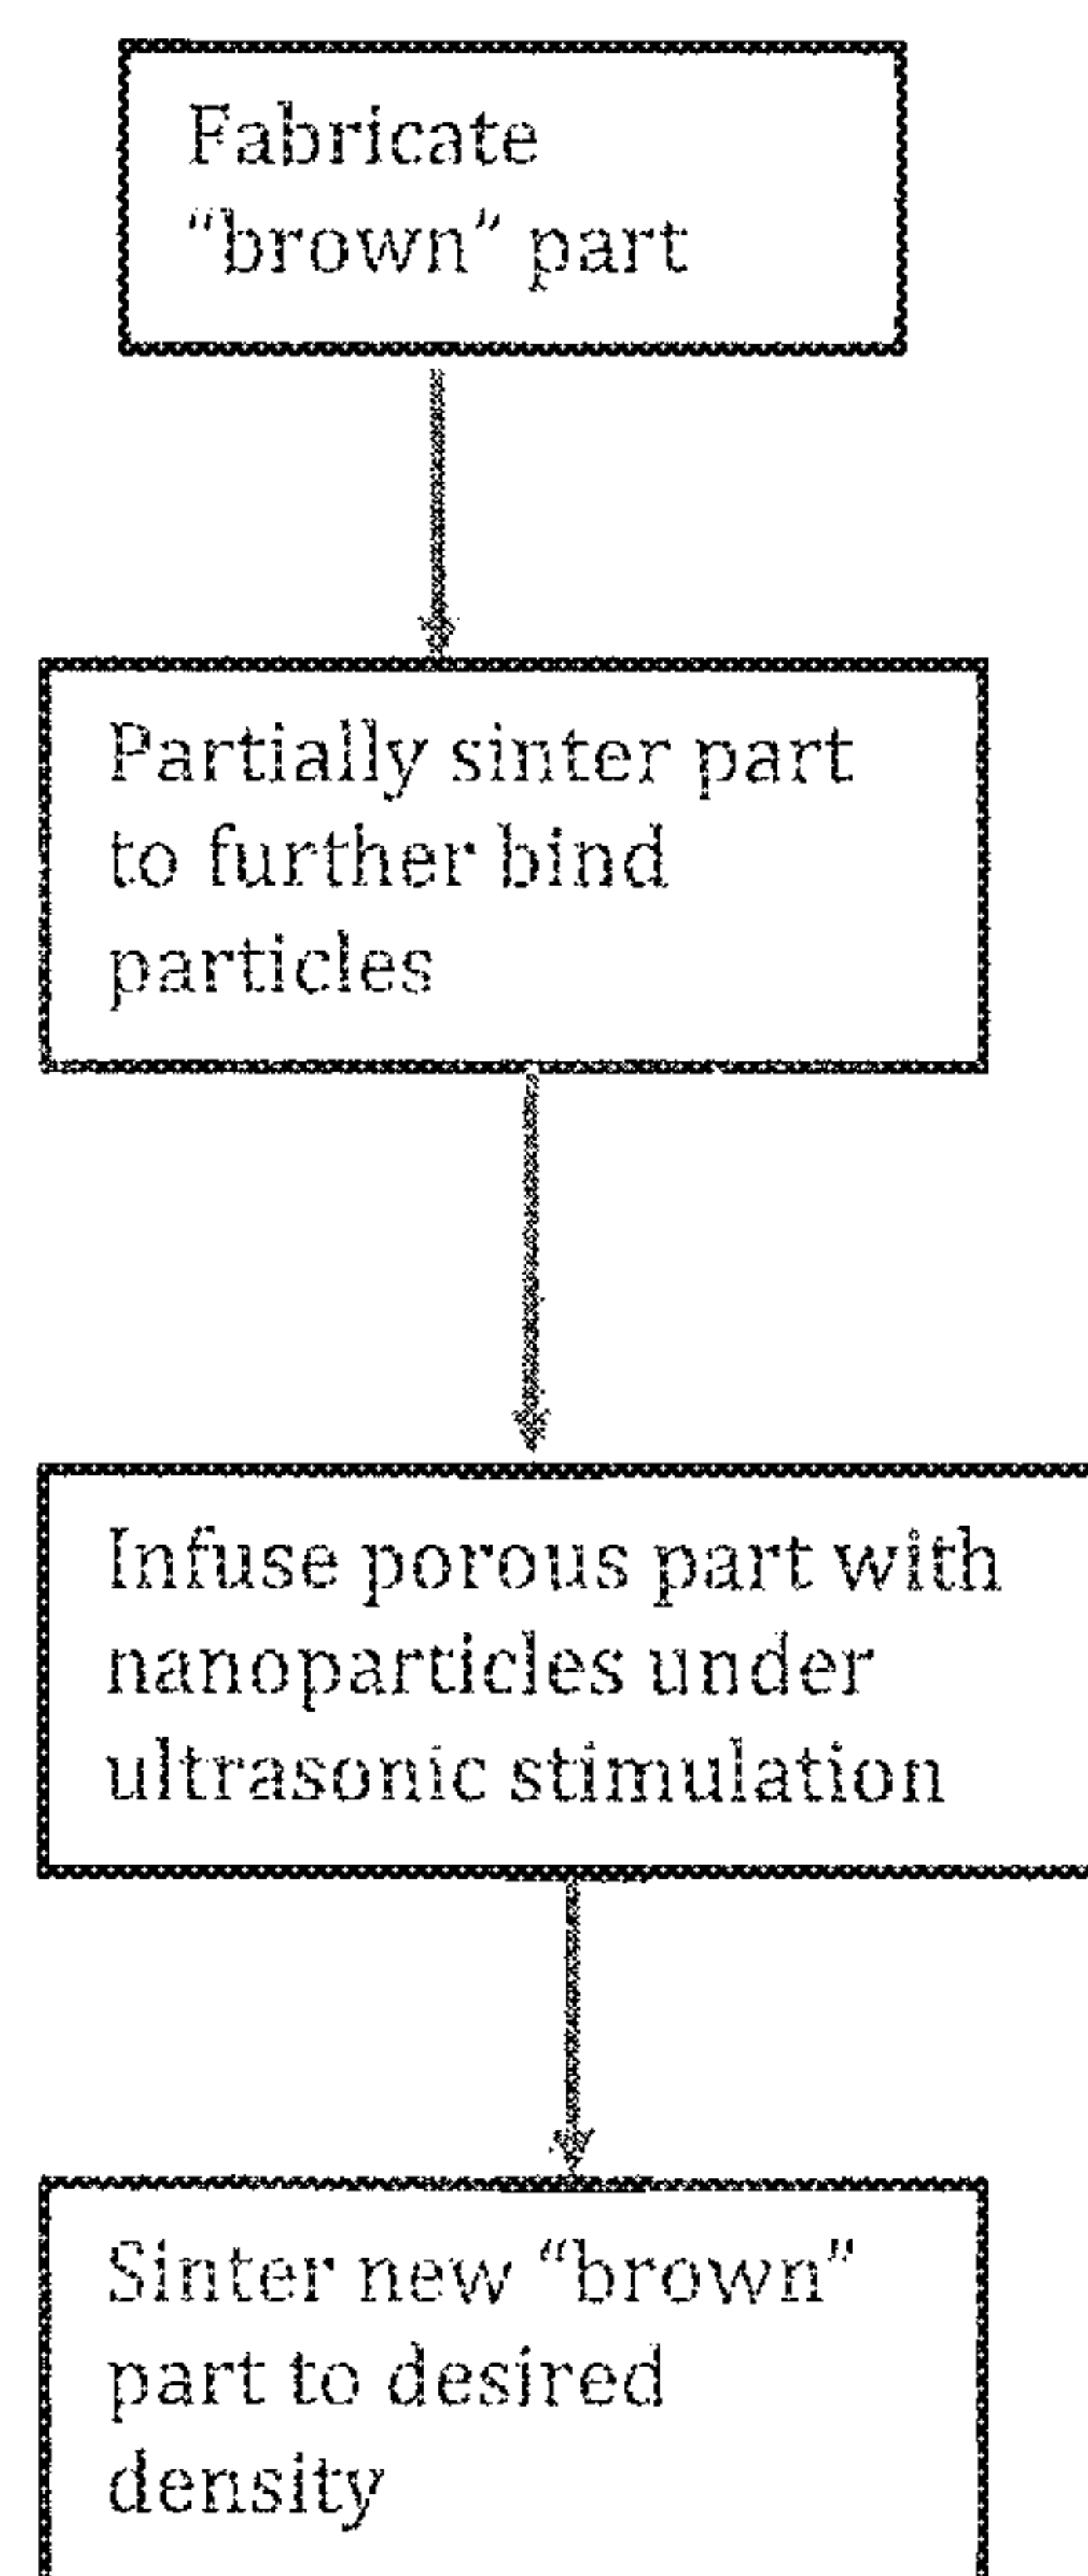 Fabricate
“brown” part
Partially sinter part
to further bind
particles
Infuse porous part with
nanoparticles under
ultrasonic stimulation
Sinter new “brown”
part to desired
density